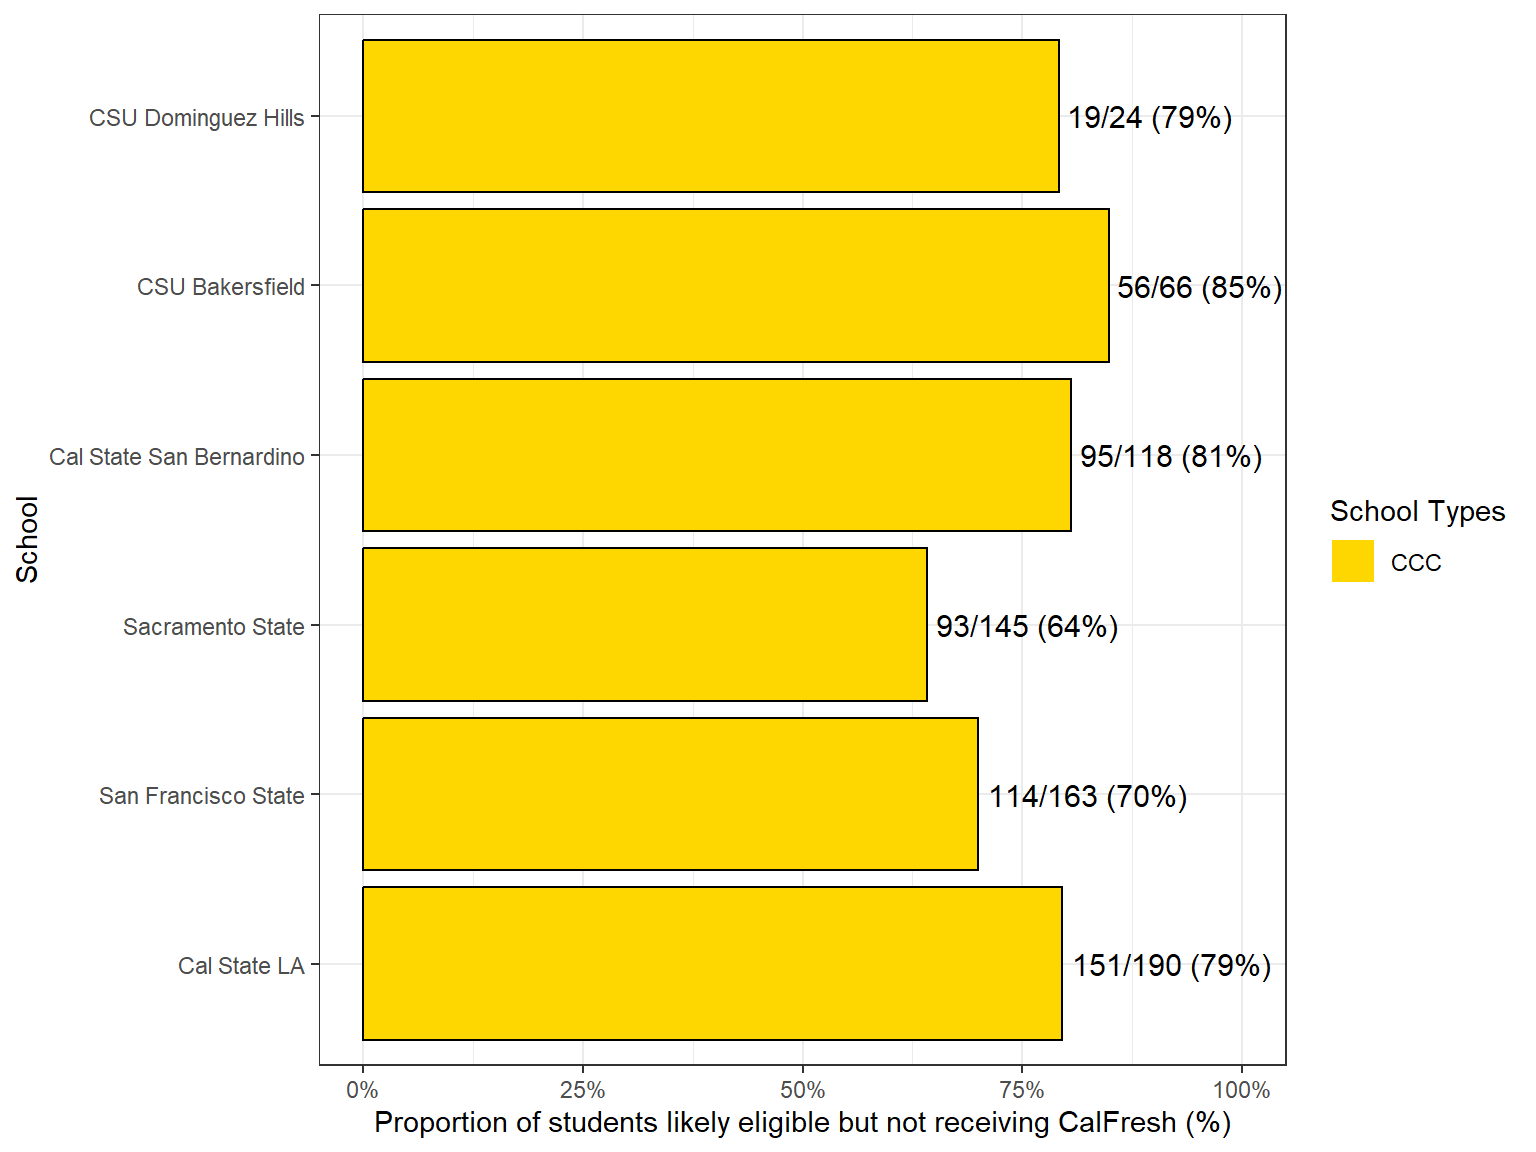 CSU Dominguez Hills
19/24 (79%)
CSU Bakersfield
56/66 (85%)
Cal State San Bernardino
95/118 (81%)
Sacramento State
93/145 (64%)
San Francisco State
114/163 (70%)
Cal State LA
151/190 (79%)
School
0%
25%
50%
75%
100%
Proportion of students likely eligible but not receiving CalFresh (%)
School Types
CCC